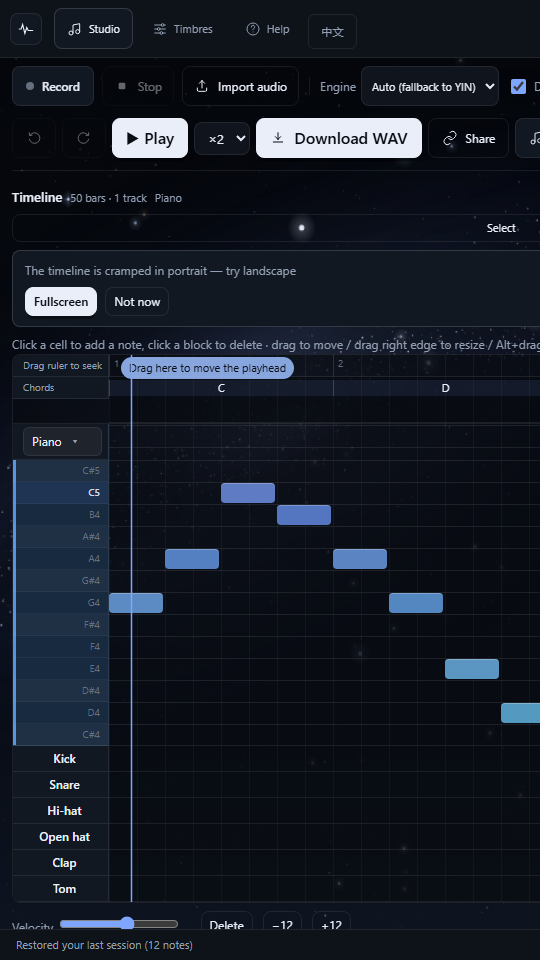 Studio Timbres Help 中文
Record Stop Import audio Engine Auto (fallback to YIN)
Play ×2 Download WAV Share
Timeline 50 bars · 1 track Piano
Select
The timeline is cramped in portrait — try landscape
Fullscreen Not now
Click a cell to add a note, click a block to delete · drag to move / drag right edge to resize / Alt+drag
Drag ruler to seek 1 Drag here to move the playhead 2
Chords C D
Piano
C#5
C5
B4
A#4
A4
G#4
G4
F#4
F4
E4
D#4
D4
C#4
Kick
Snare
Hi-hat
Open hat
Clap
Tom
Velocity Delete −12 +12
Restored your last session (12 notes)